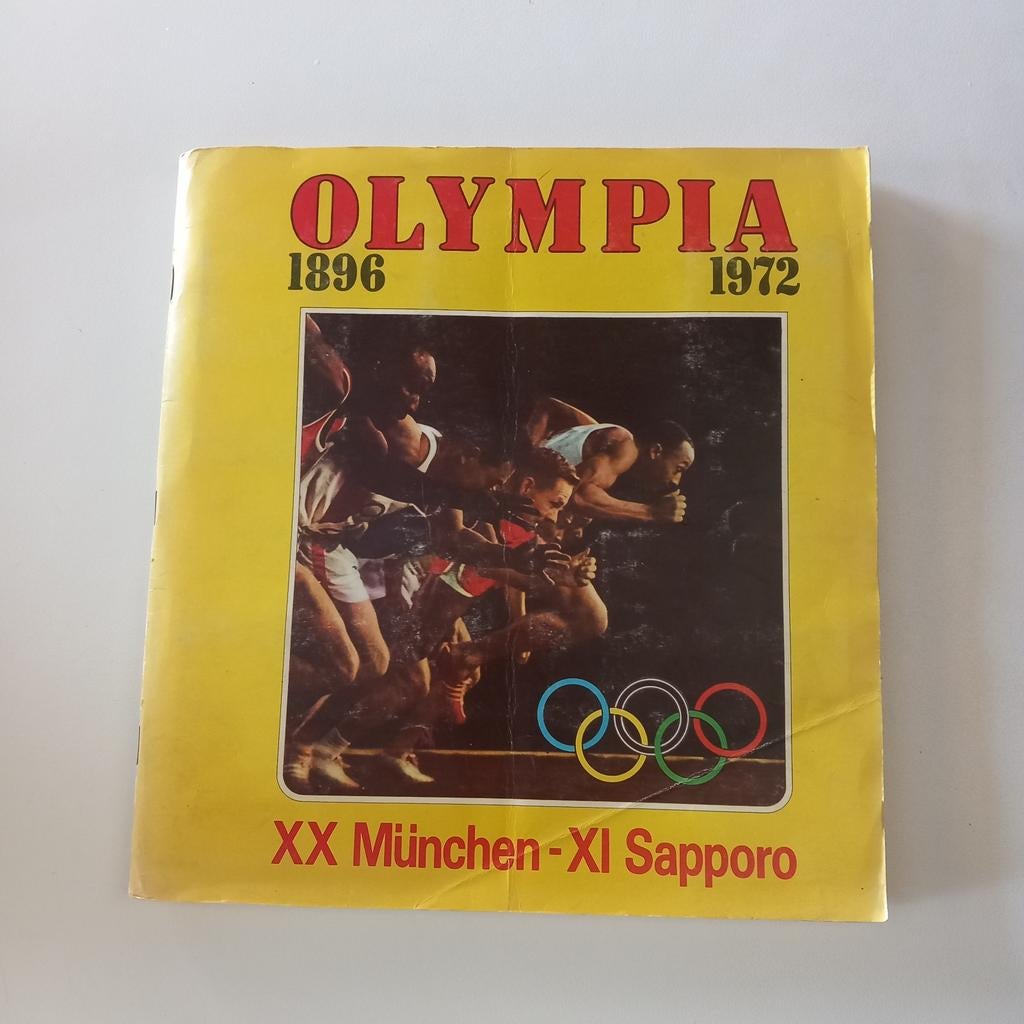 OLYMPIA
1896 1972
XX München - XI Sapporo